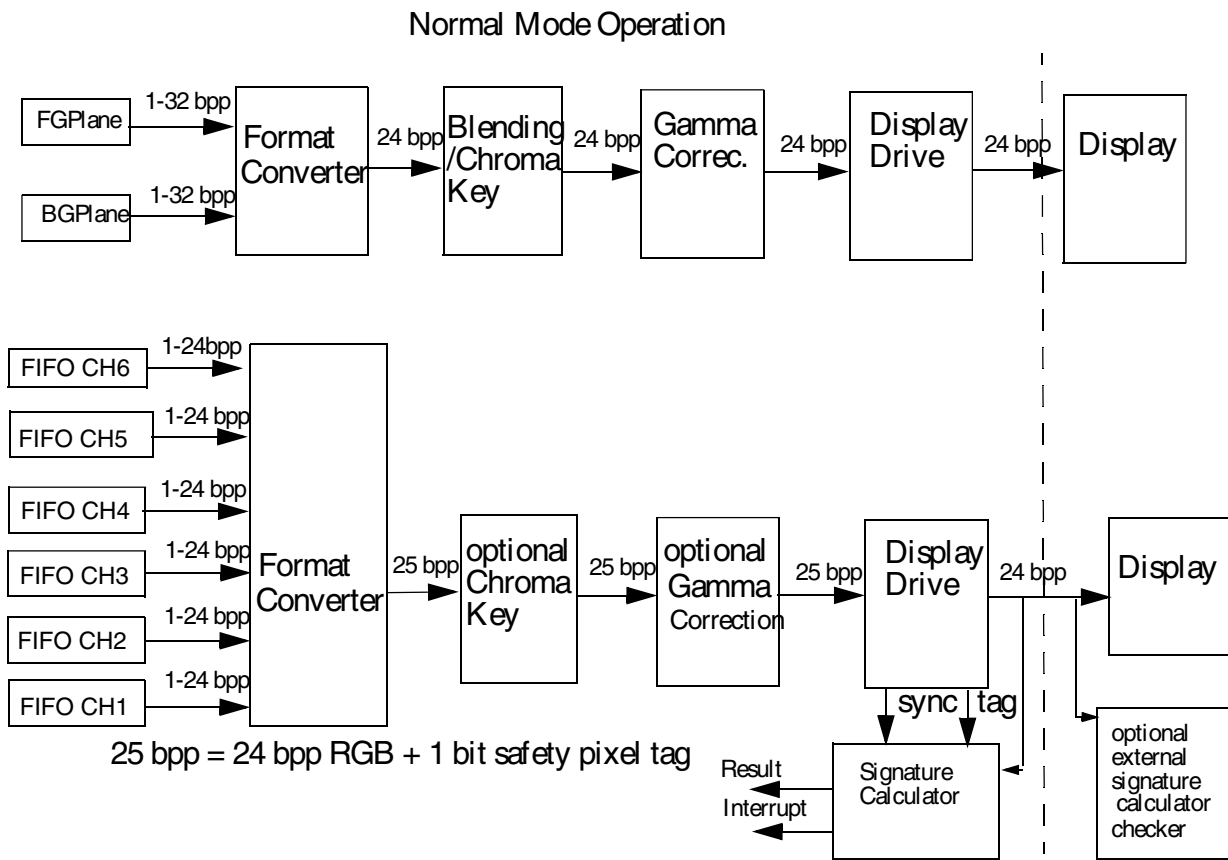 Normal Mode Operation
FGPlane
1-32 bpp
BGPlane
1-32 bpp
Format
Converter
24 bpp
Blending
/Chroma
Key
24 bpp
Gamma
Correc.
24 bpp
Display
Drive
24 bpp
Display
FIFO CH6
1-24bpp
FIFO CH5
1-24 bpp
FIFO CH4
1-24 bpp
FIFO CH3
1-24 bpp
FIFO CH2
1-24 bpp
FIFO CH1
1-24 bpp
Format
Converter
25 bpp
optional
Chroma
Key
25 bpp
optional
Gamma
Correction
25 bpp
Display
Drive
24 bpp
Display
sync tag
25 bpp = 24 bpp RGB + 1 bit safety pixel tag
Result
Interrupt
Signature
Calculator
optional
external
signature
calculator
checker